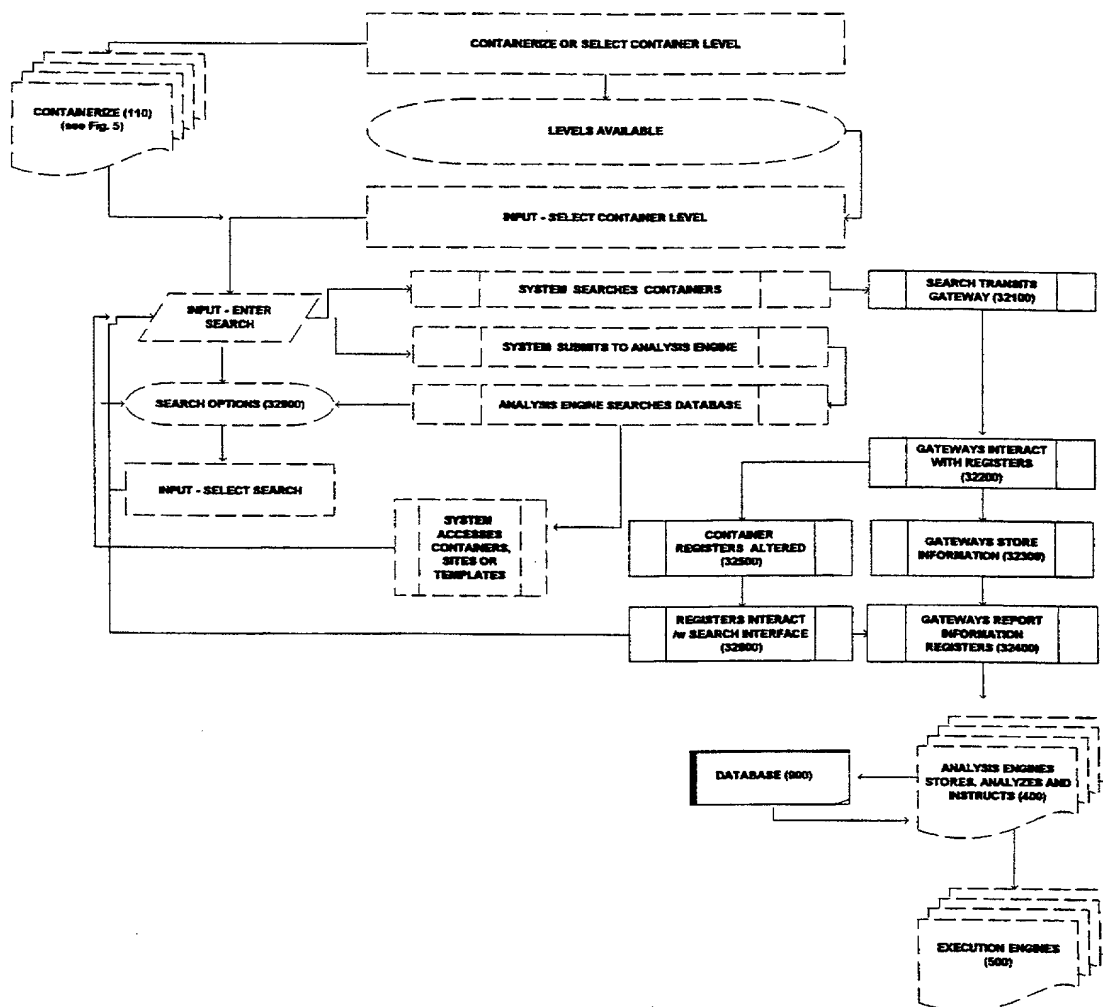 CONTAINERIZE OR SELECT CONTAINER LEVEL
CONTAINERIZE (110)
(see Fig. 5)
LEVELS AVAILABLE
INPUT - SELECT CONTAINER LEVEL
SYSTEM SEARCHES CONTAINERS
SEARCH TRANSITS
GATEWAY (32100)
INPUT - ENTER
SEARCH
SYSTEM SUBMITS TO ANALYSIS ENGINE
SEARCH OPTIONS (32800)
ANALYSIS ENGINE SEARCHES DATABASE
GATEWAYS INTERACT
WITH REGISTERS
(32200)
INPUT - SELECT SEARCH
SYSTEM
ACCESSES
CONTAINERS,
SITES OR
TEMPLATES
CONTAINER
REGISTERS ALTERED
(32500)
GATEWAYS STORE
INFORMATION (32300)
REGISTERS INTERACT
/w SEARCH INTERFACE
(32600)
GATEWAYS REPORT
INFORMATION
REGISTERS (32400)
DATABASE (900)
ANALYSIS ENGINES
STORES, ANALYZES AND
INSTRUCTS (400)
EXECUTION ENGINES
(500)